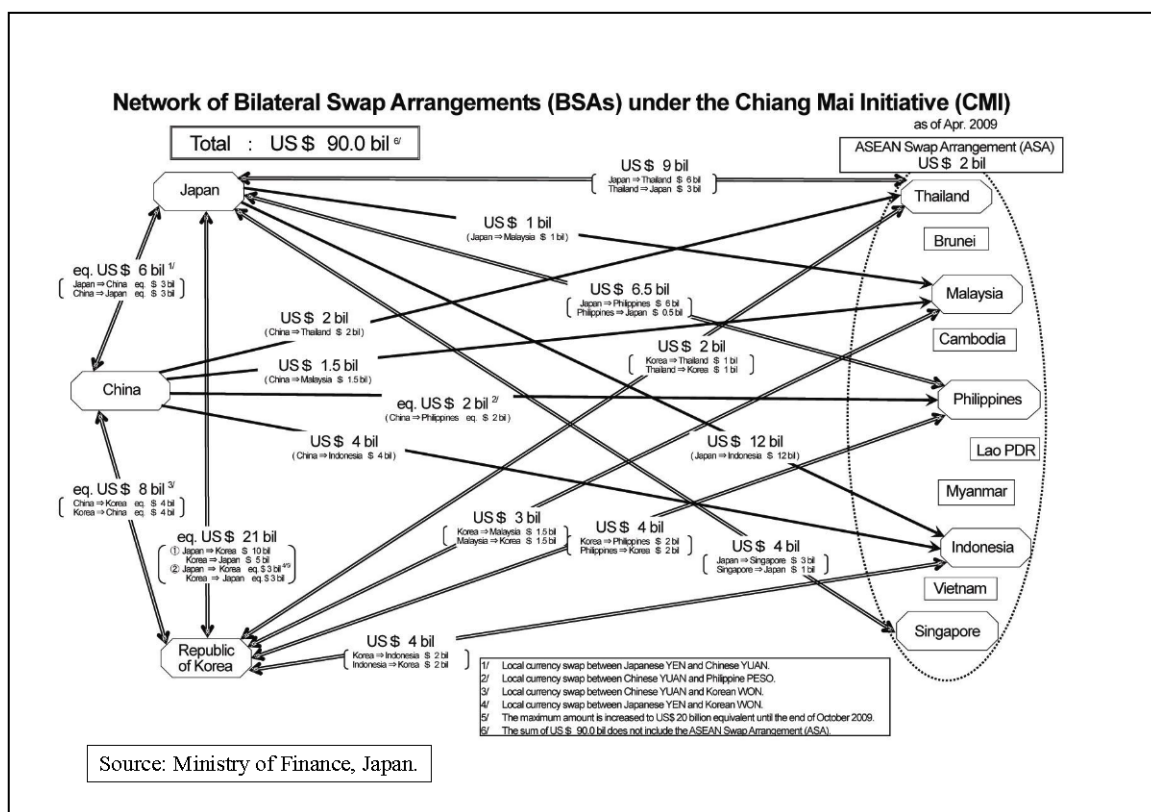 Network of Bilateral Swap Arrangements (BSAs) under the Chiang Mai Initiative (CMI)
as of Apr. 2009
Total : US $ 90.0 bil 6/
ASEAN Swap Arrangement (ASA)
US $ 2 bil
US $ 9 bil
Japan ⇒ Thailand $ 6 bil
Thailand ⇒ Japan $ 3 bil
Japan
Thailand
US $ 1 bil
( Japan ⇒ Malaysia $ 1 bil )
Brunei
eq. US $ 6 bil 1/
Japan ⇒ China eq. $ 3 bil
China ⇒ Japan eq. $ 3 bil
US $ 6.5 bil
Japan ⇒ Philippines $ 6 bil
Philippines ⇒ Japan $ 0.5 bil
Malaysia
US $ 2 bil
( China ⇒ Thailand $ 2 bil )
US $ 2 bil
Korea ⇒ Thailand $ 1 bil
Thailand ⇒ Korea $ 1 bil
Cambodia
US $ 1.5 bil
( China ⇒ Malaysia $ 1.5 bil )
China
eq. US $ 2 bil 2/
( China ⇒ Philippines eq. $ 2 bil )
Philippines
US $ 4 bil
( China ⇒ Indonesia $ 4 bil )
US $ 12 bil
( Japan ⇒ Indonesia $ 12 bil )
Lao PDR
eq. US $ 8 bil 3/
China ⇒ Korea eq. $ 4 bil
Korea ⇒ China eq. $ 4 bil
Myanmar
eq. US $ 21 bil
① Japan ⇒ Korea $ 10 bil
Korea ⇒ Japan $ 5 bil
② Japan ⇒ Korea eq. $ 3 bil 4/5/
Korea ⇒ Japan eq. $ 3 bil
US $ 3 bil
Korea ⇒ Malaysia $ 1.5 bil
Malaysia ⇒ Korea $ 1.5 bil
US $ 4 bil
Korea ⇒ Philippines $ 2 bil
Philippines ⇒ Korea $ 2 bil
US $ 4 bil
Japan ⇒ Singapore $ 3 bil
Singapore ⇒ Japan $ 1 bil
Indonesia
Vietnam
Singapore
Republic
of Korea
US $ 4 bil
Korea ⇒ Indonesia $ 2 bil
Indonesia ⇒ Korea $ 2 bil
1/ Local currency swap between Japanese YEN and Chinese YUAN.
2/ Local currency swap between Chinese YUAN and Philippine PESO.
3/ Local currency swap between Chinese YUAN and Korean WON.
4/ Local currency swap between Japanese YEN and Korean WON.
5/ The maximum amount is increased to US$ 20 billion equivalent until the end of October 2009.
6/ The sum of US $ 90.0 bil does not include the ASEAN Swap Arrangement (ASA).
Source: Ministry of Finance, Japan.